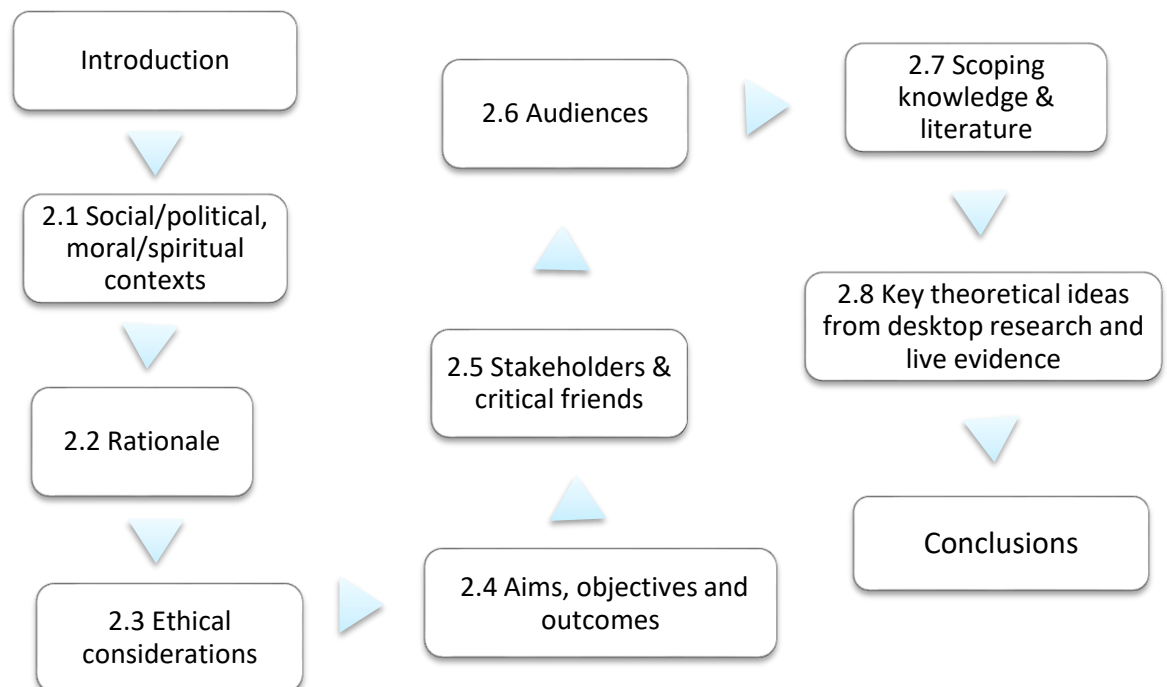 Introduction
2.1 Social/political,
moral/spiritual
contexts
2.2 Rationale
2.3 Ethical
considerations
2.4 Aims, objectives and
outcomes
2.5 Stakeholders &
critical friends
2.6 Audiences
2.7 Scoping
knowledge &
literature
2.8 Key theoretical ideas
from desktop research and
live evidence
Conclusions